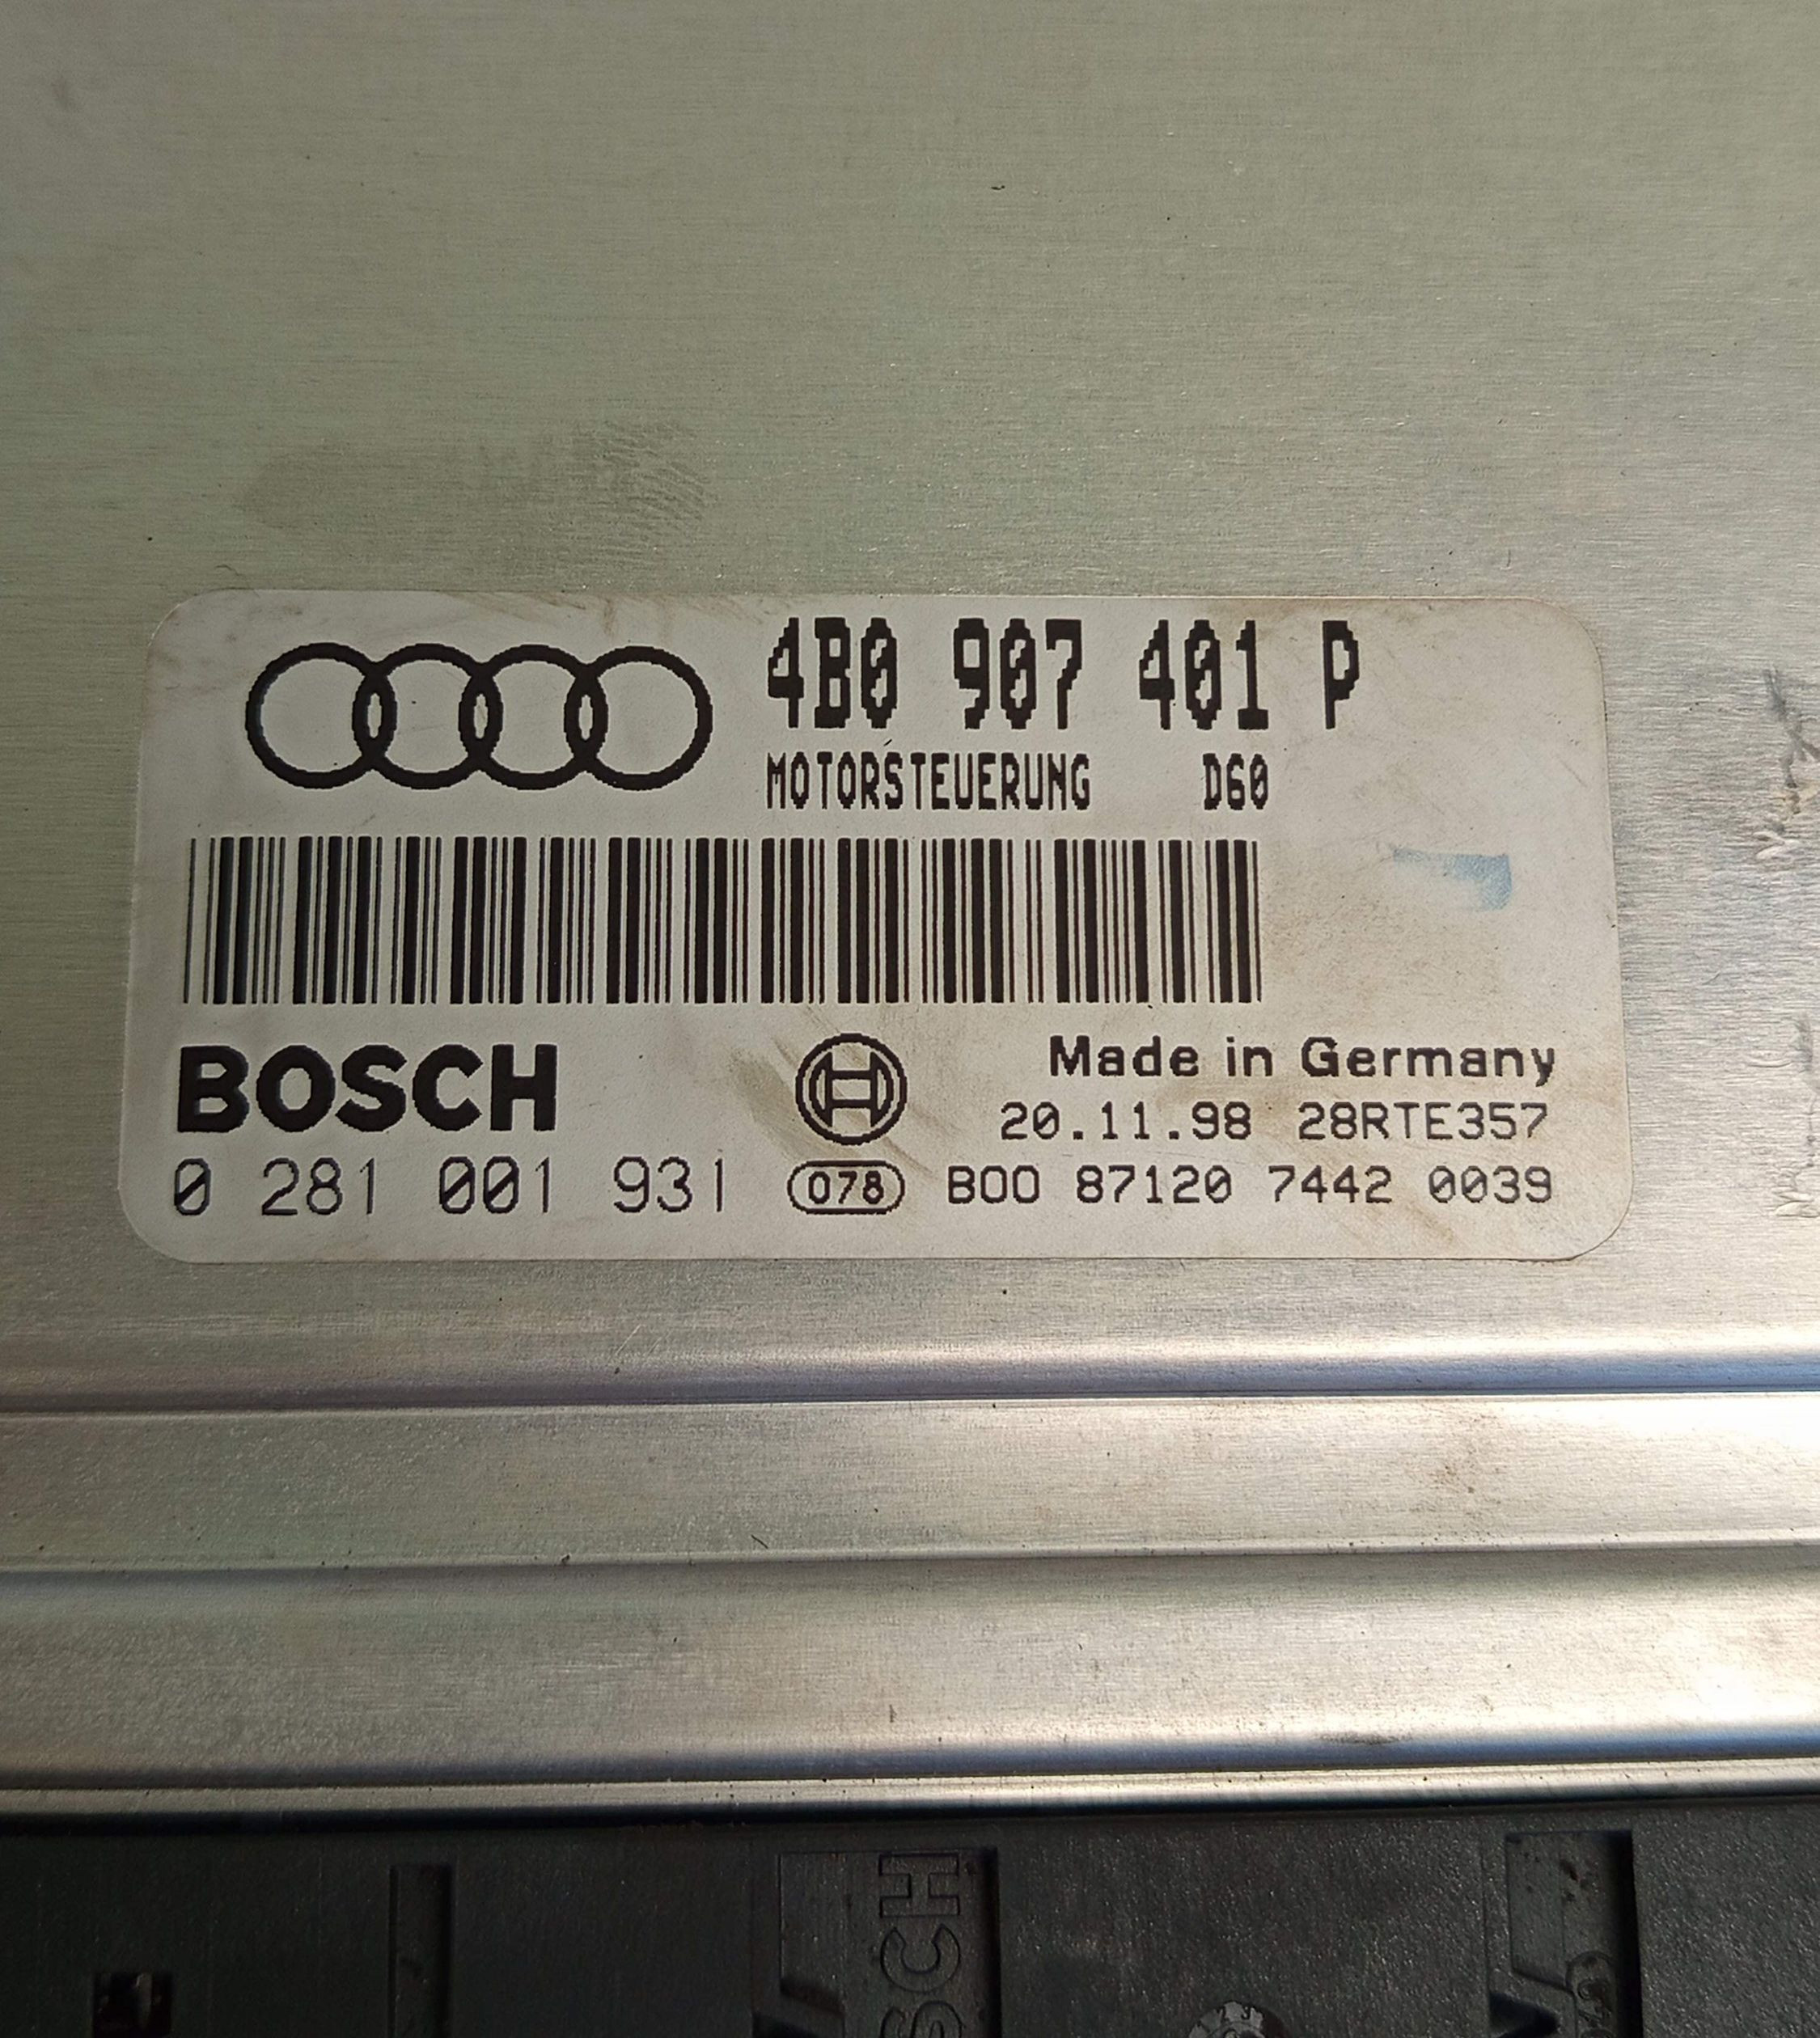 4B0 907 401 P
MOTORSTEUERUNG D60
BOSCH
Made in Germany
20.11.98 28RTE357
0 281 001 931 078 B00 87120 7442 0039
BOSCH